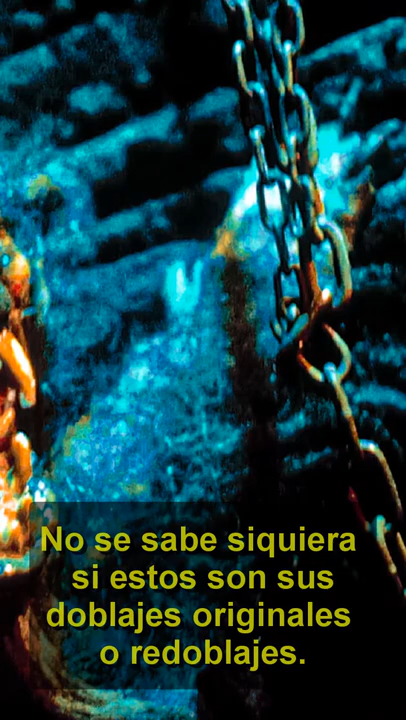 No se sabe siquiera
si estos son sus
doblajes originales
o redoblajes.